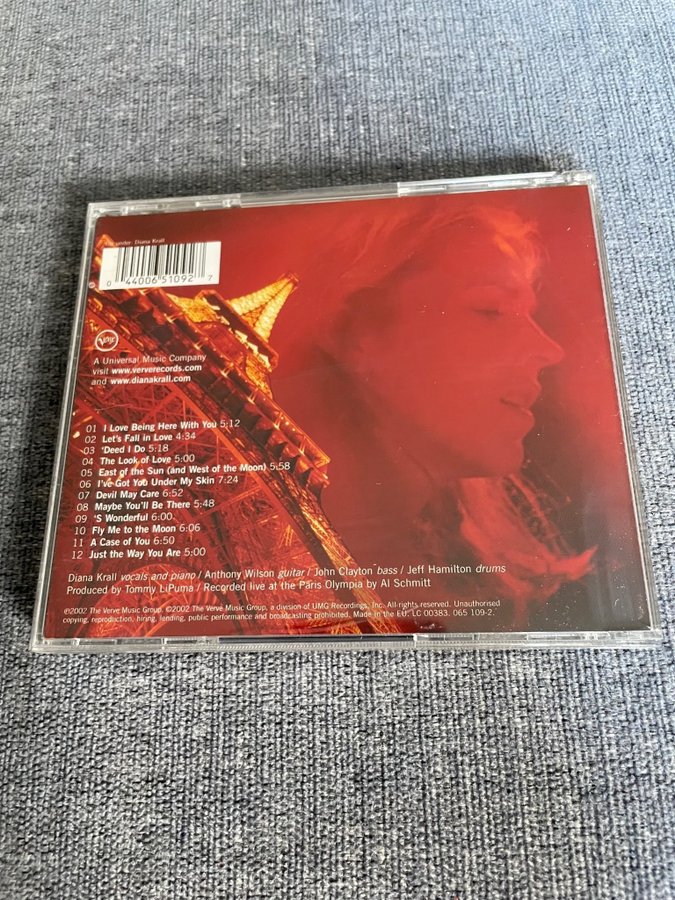 File under: Diana Krall
0 44006 51092 7
Verve
A Universal Music Company
visit www.ververecords.com
and www.dianakrall.com
01 I Love Being Here With You 5:12
02 Let's Fall in Love 4:34
03 'Deed I Do 5:18
04 The Look of Love 5:00
05 East of the Sun (and West of the Moon) 5:58
06 I've Got You Under My Skin 7:24
07 Devil May Care 6:52
08 Maybe You'll Be There 5:48
09 'S Wonderful 6:00
10 Fly Me to the Moon 6:06
11 A Case of You 6:50
12 Just the Way You Are 5:00
Diana Krall vocals and piano / Anthony Wilson guitar / John Clayton bass / Jeff Hamilton drums
Produced by Tommy LiPuma / Recorded live at the Paris Olympia by Al Schmitt
℗2002 The Verve Music Group. ©2002 The Verve Music Group, a division of UMG Recordings, Inc. All rights reserved. Unauthorised
copying, reproduction, hiring, lending, public performance and broadcasting prohibited. Made in the EU. LC 00383. 065 109-2.